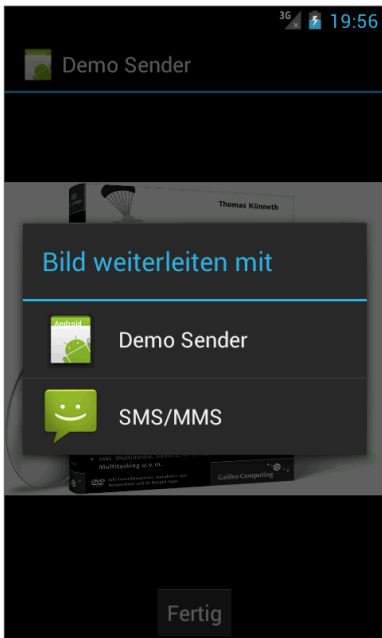 3G
19:56
Demo Sender
Thomas Künneth
Bild weiterleiten mit
Android
Demo Sender
SMS/MMS
Multitasking u. v. m.
Galileo Computing
DVD
Fertig